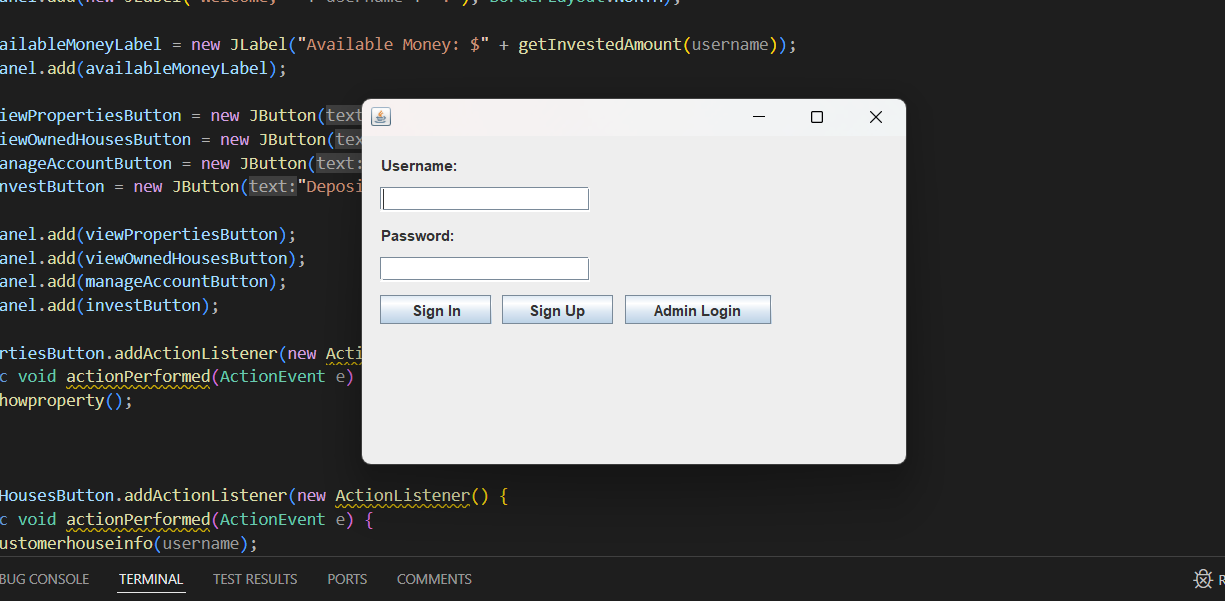 anel.add(new JLabel("Welcome, " + username + "!"), BorderLayout.NORTH);
ailableMoneyLabel = new JLabel("Available Money: $" + getInvestedAmount(username));
anel.add(availableMoneyLabel);
iewPropertiesButton = new JButton(text
iewOwnedHousesButton = new JButton(tex
anageAccountButton = new JButton(text:
nvestButton = new JButton(text:"Deposi
anel.add(viewPropertiesButton);
anel.add(viewOwnedHousesButton);
anel.add(manageAccountButton);
anel.add(investButton);
rtiesButton.addActionListener(new Acti
c void actionPerformed(ActionEvent e)
howproperty();
HousesButton.addActionListener(new ActionListener() {
c void actionPerformed(ActionEvent e) {
ustomerhouseinfo(username);
Username:
Password:
Sign In Sign Up Admin Login
BUG CONSOLE TERMINAL TEST RESULTS PORTS COMMENTS
R